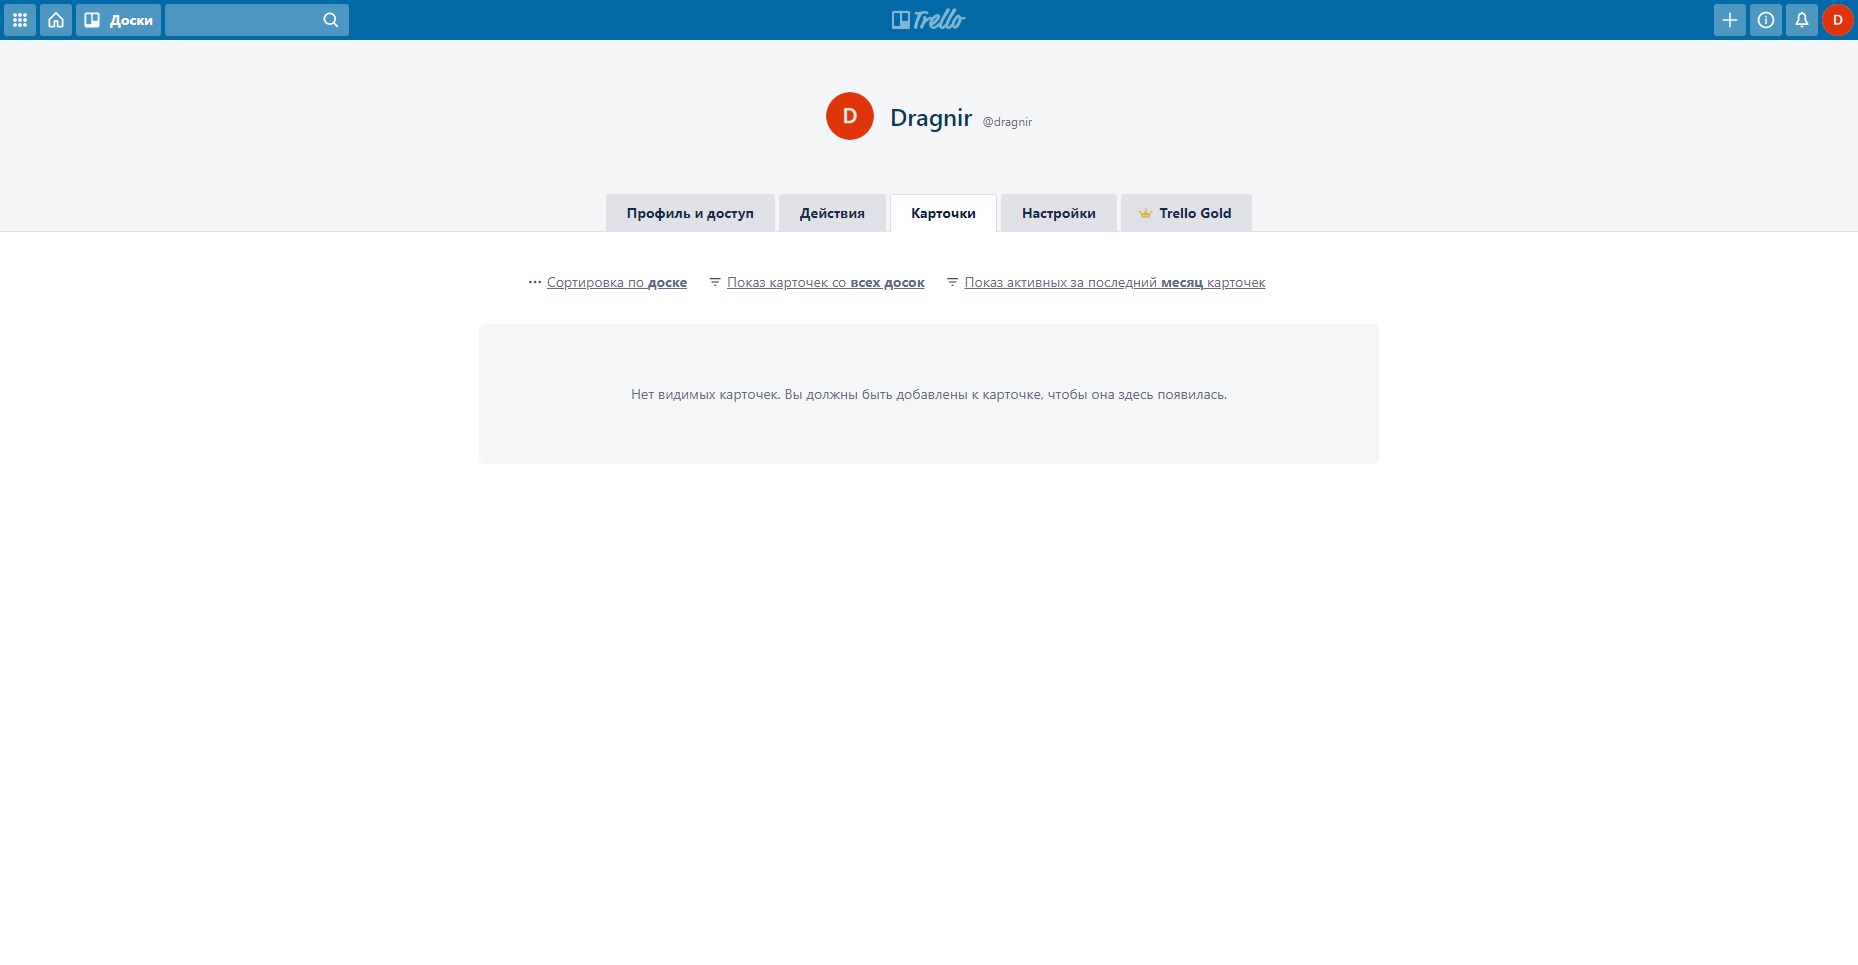 Доски
Trello
D
D
Dragnir @dragnir
Профиль и доступ
Действия
Карточки
Настройки
Trello Gold
Сортировка по доске
Показ карточек со всех досок
Показ активных за последний месяц карточек
Нет видимых карточек. Вы должны быть добавлены к карточке, чтобы она здесь появилась.